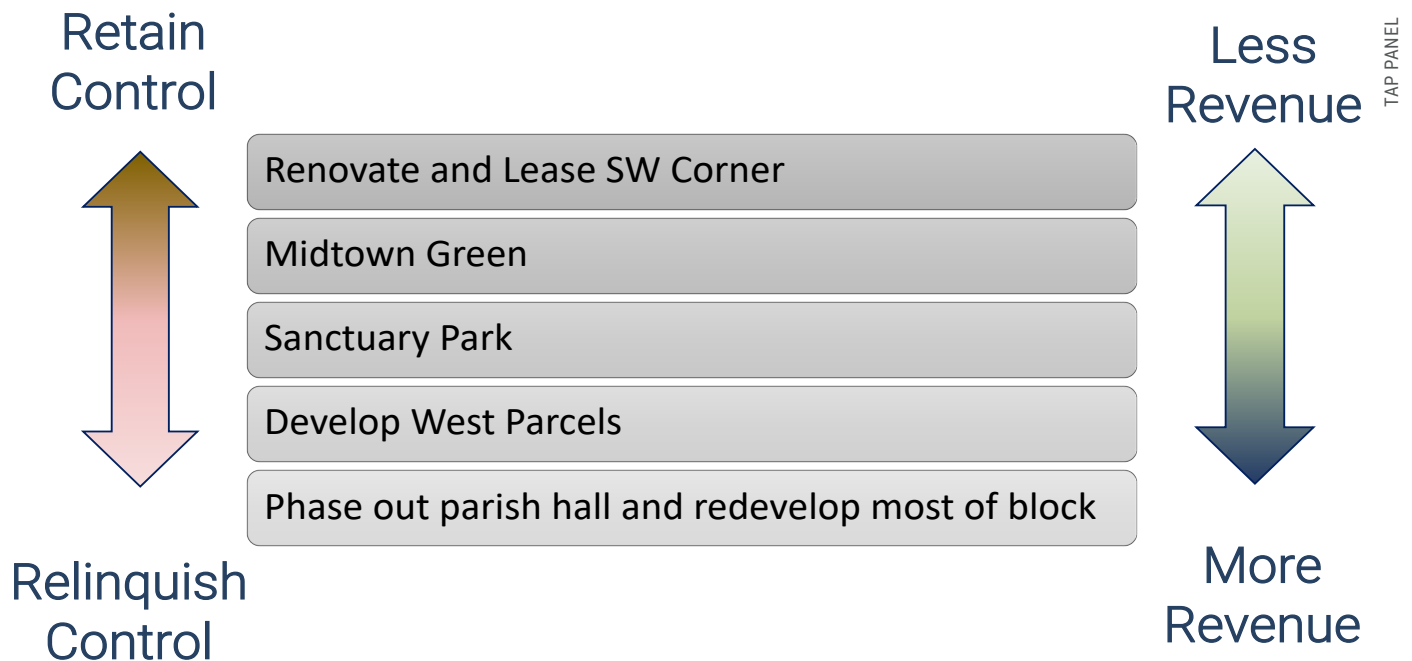 Retain
Control
Less
Revenue
TAP PANEL
Renovate and Lease SW Corner
Midtown Green
Sanctuary Park
Develop West Parcels
Phase out parish hall and redevelop most of block
Relinquish
Control
More
Revenue